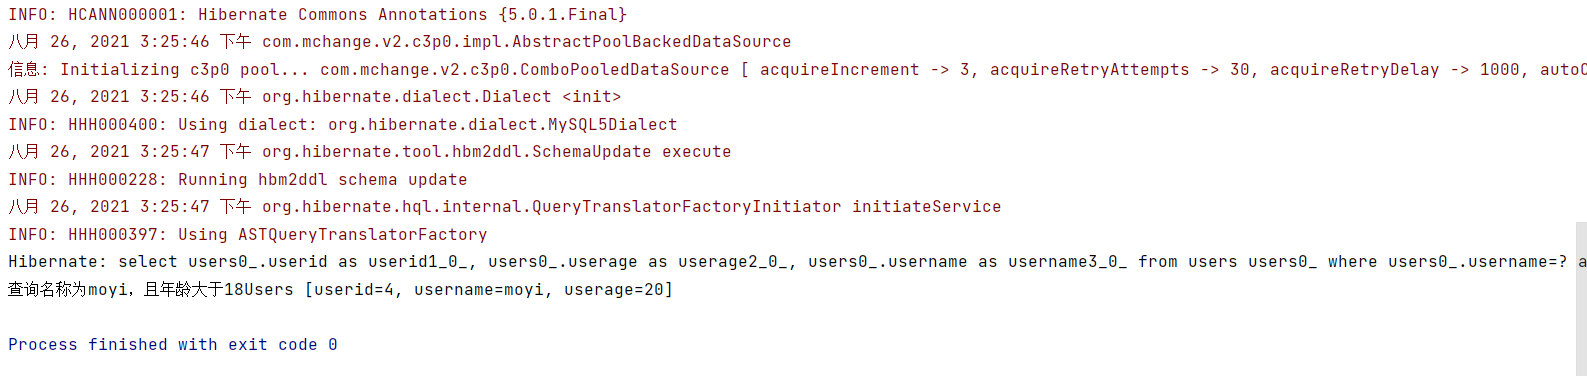 INFO: HCANN000001: Hibernate Commons Annotations {5.0.1.Final}
八月 26, 2021 3:25:46 下午 com.mchange.v2.c3p0.impl.AbstractPoolBackedDataSource
信息: Initializing c3p0 pool... com.mchange.v2.c3p0.ComboPooledDataSource [ acquireIncrement -> 3, acquireRetryAttempts -> 30, acquireRetryDelay -> 1000,
八月 26, 2021 3:25:46 下午 org.hibernate.dialect.Dialect <init>
INFO: HHH000400: Using dialect: org.hibernate.dialect.MySQL5Dialect
八月 26, 2021 3:25:47 下午 org.hibernate.tool.hbm2ddl.SchemaUpdate execute
INFO: HHH000228: Running hbm2ddl schema update
八月 26, 2021 3:25:47 下午 org.hibernate.hql.internal.QueryTranslatorFactoryInitiator initiateService
INFO: HHH000397: Using ASTQueryTranslatorFactory
Hibernate: select users0_.userid as userid1_0_, users0_.userage as userage2_0_, users0_.username as username3_0_ from users users0_ where users0_.username=?
查询名称为moyi，且年龄大于18Users [userid=4, username=moyi, userage=20]
Process finished with exit code 0